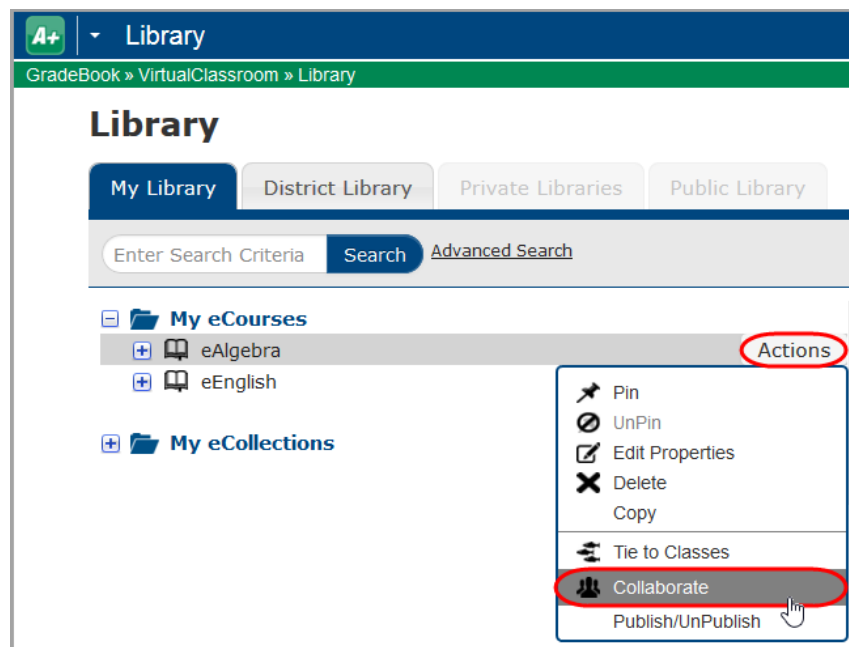 A+ Library
GradeBook » VirtualClassroom » Library
Library
My Library District Library Private Libraries Public Library
Enter Search Criteria Search Advanced Search
My eCourses
eAlgebra Actions
eEnglish
My eCollections
Pin
UnPin
Edit Properties
Delete
Copy
Tie to Classes
Collaborate
Publish/UnPublish